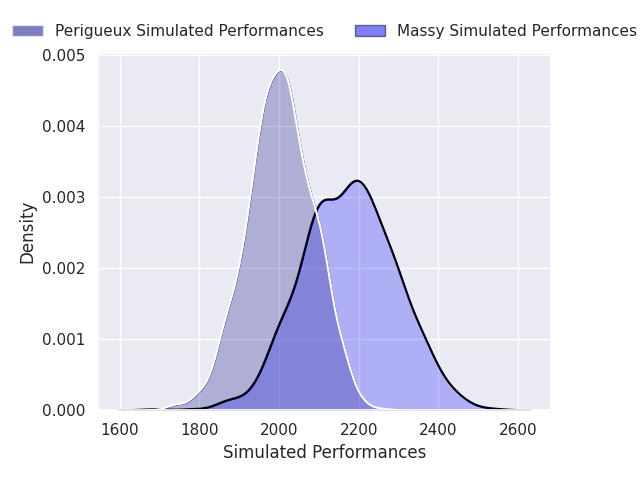 Perigueux Simulated Performances
Massy Simulated Performances
0.005
0.004
0.003
0.002
0.001
0.000
Density
1600 1800 2000 2200 2400 2600
Simulated Performances